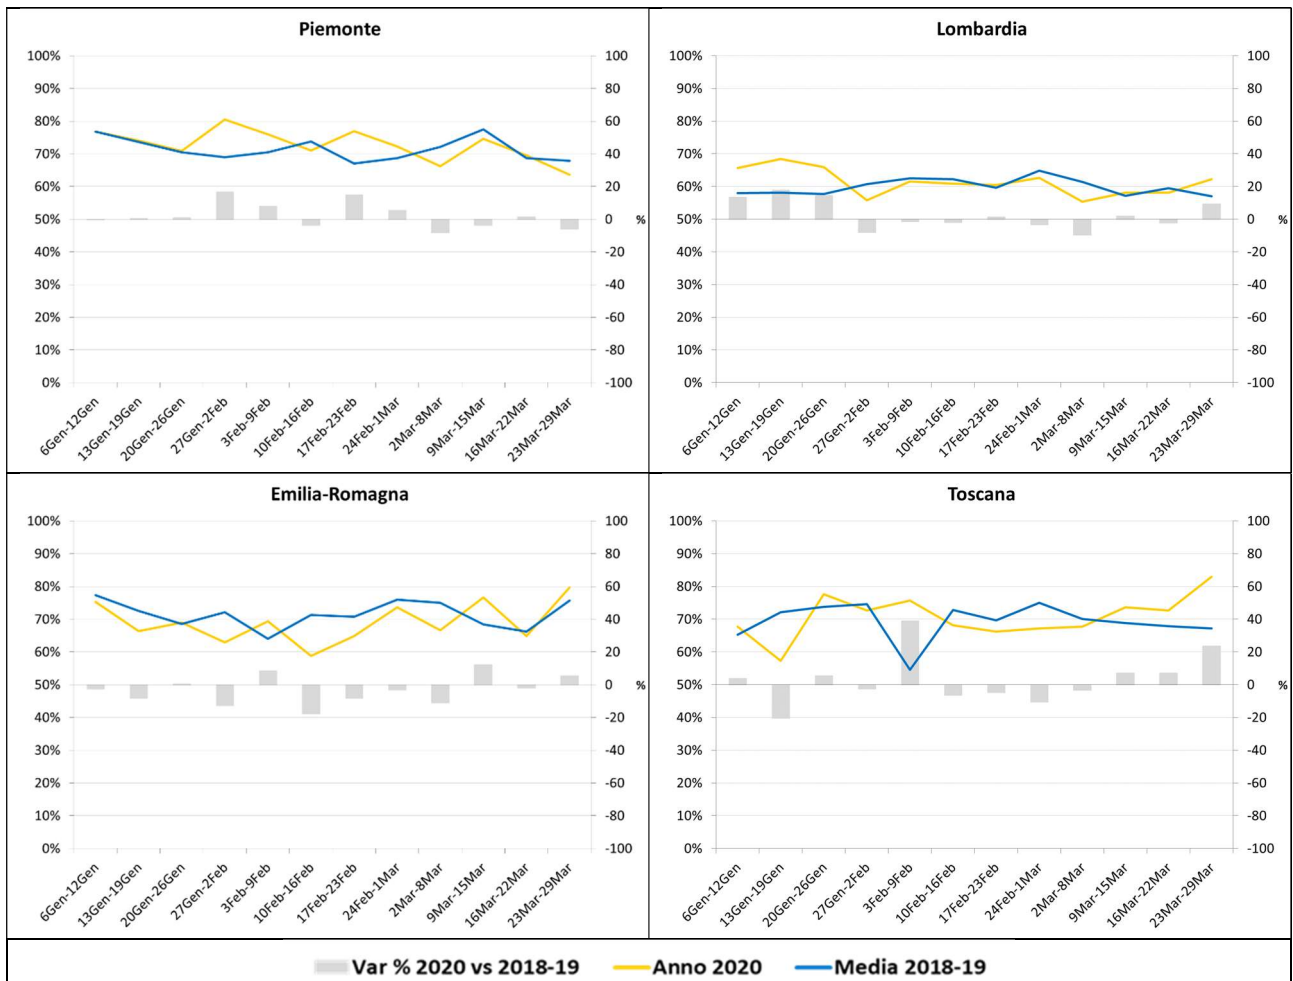 Piemonte
100%
90%
80%
70%
60%
50%
40%
30%
20%
10%
0%
100
80
60
40
20
0
-20
-40
-60
-80
-100
%
6Gen-12Gen
13Gen-19Gen
20Gen-26Gen
27Gen-2Feb
3Feb-9Feb
10Feb-16Feb
17Feb-23Feb
24Feb-1Mar
2Mar-8Mar
9Mar-15Mar
16Mar-22Mar
23Mar-29Mar
Lombardia
100%
90%
80%
70%
60%
50%
40%
30%
20%
10%
0%
100
80
60
40
20
0
-20
-40
-60
-80
-100
%
6Gen-12Gen
13Gen-19Gen
20Gen-26Gen
27Gen-2Feb
3Feb-9Feb
10Feb-16Feb
17Feb-23Feb
24Feb-1Mar
2Mar-8Mar
9Mar-15Mar
16Mar-22Mar
23Mar-29Mar
Emilia-Romagna
100%
90%
80%
70%
60%
50%
40%
30%
20%
10%
0%
100
80
60
40
20
0
-20
-40
-60
-80
-100
%
6Gen-12Gen
13Gen-19Gen
20Gen-26Gen
27Gen-2Feb
3Feb-9Feb
10Feb-16Feb
17Feb-23Feb
24Feb-1Mar
2Mar-8Mar
9Mar-15Mar
16Mar-22Mar
23Mar-29Mar
Toscana
100%
90%
80%
70%
60%
50%
40%
30%
20%
10%
0%
100
80
60
40
20
0
-20
-40
-60
-80
-100
%
6Gen-12Gen
13Gen-19Gen
20Gen-26Gen
27Gen-2Feb
3Feb-9Feb
10Feb-16Feb
17Feb-23Feb
24Feb-1Mar
2Mar-8Mar
9Mar-15Mar
16Mar-22Mar
23Mar-29Mar
Var % 2020 vs 2018-19 Anno 2020 Media 2018-19